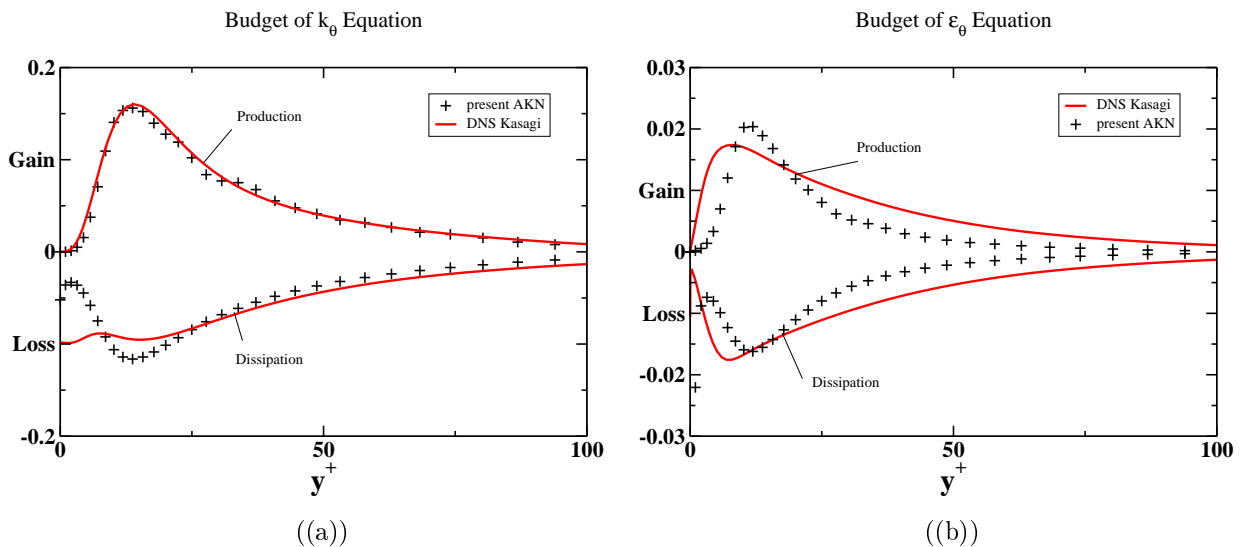 Budget of kθ Equation
0.2
present AKN
DNS Kasagi
Production
Gain
0
Loss
Dissipation
-0.2
0
50
100
y+
((a))
Budget of εθ Equation
0.03
DNS Kasagi
present AKN
0.02
Production
Gain
0
Loss
Dissipation
-0.02
-0.03
0
50
100
y+
((b))